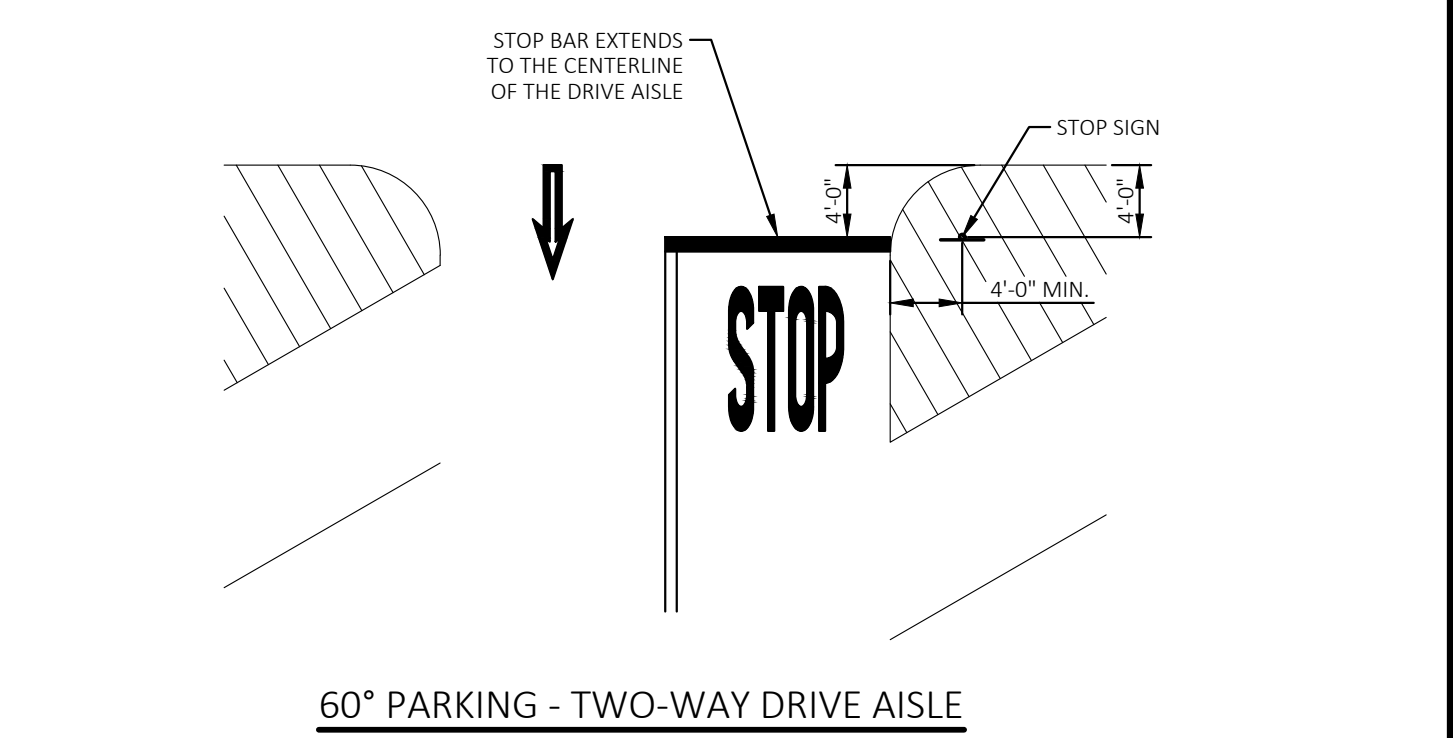 STOP BAR EXTENDS
TO THE CENTERLINE
OF THE DRIVE AISLE
STOP SIGN
4'-0"
4'-0"
4'-0" MIN.
STOP
60° PARKING - TWO-WAY DRIVE AISLE